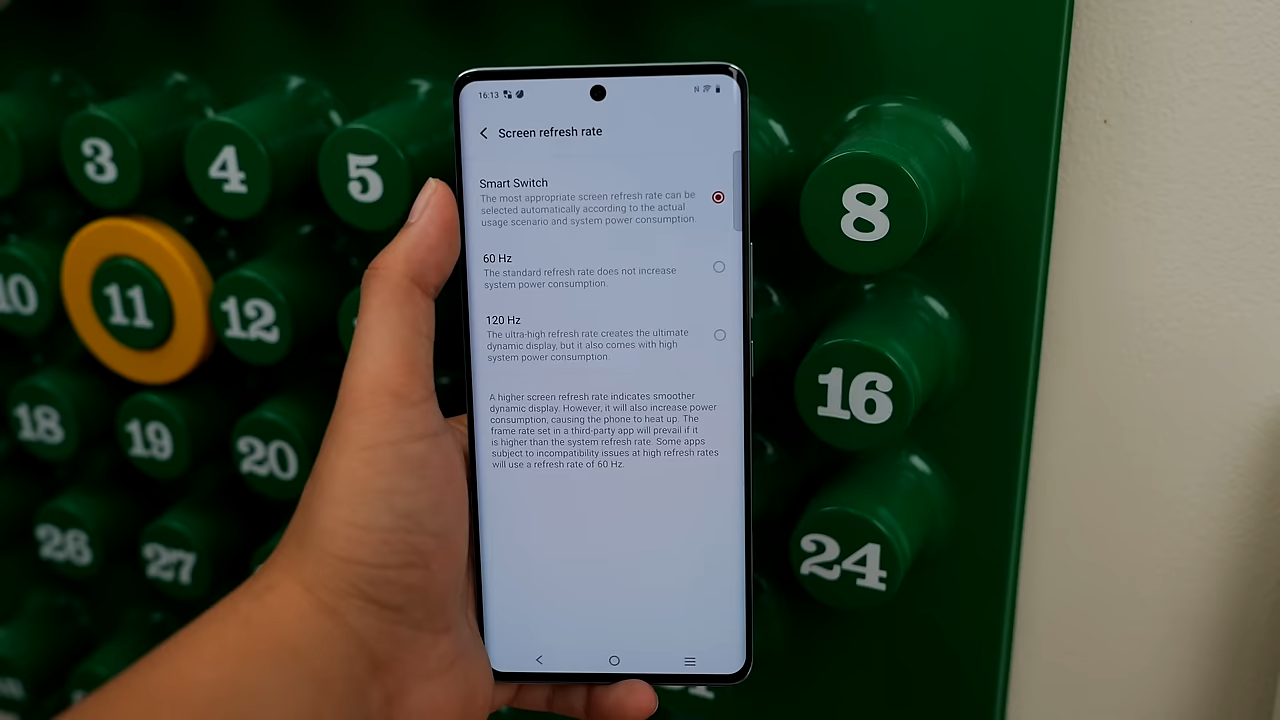 16:13
N
Screen refresh rate
Smart Switch
The most appropriate screen refresh rate can be
selected automatically according to the actual
usage scenario and system power consumption.
60 Hz
The standard refresh rate does not increase
system power consumption.
120 Hz
The ultra-high refresh rate creates the ultimate
dynamic display, but it also comes with high
system power consumption.
A higher screen refresh rate indicates smoother
dynamic display. However, it will also increase power
consumption, causing the phone to heat up. The
frame rate set in a third-party app will prevail if it
is higher than the system refresh rate. Some apps
subject to incompatibility issues at high refresh rates
will use a refresh rate of 60 Hz.
3
4
5
8
10
11
12
16
18
19
20
24
26
27